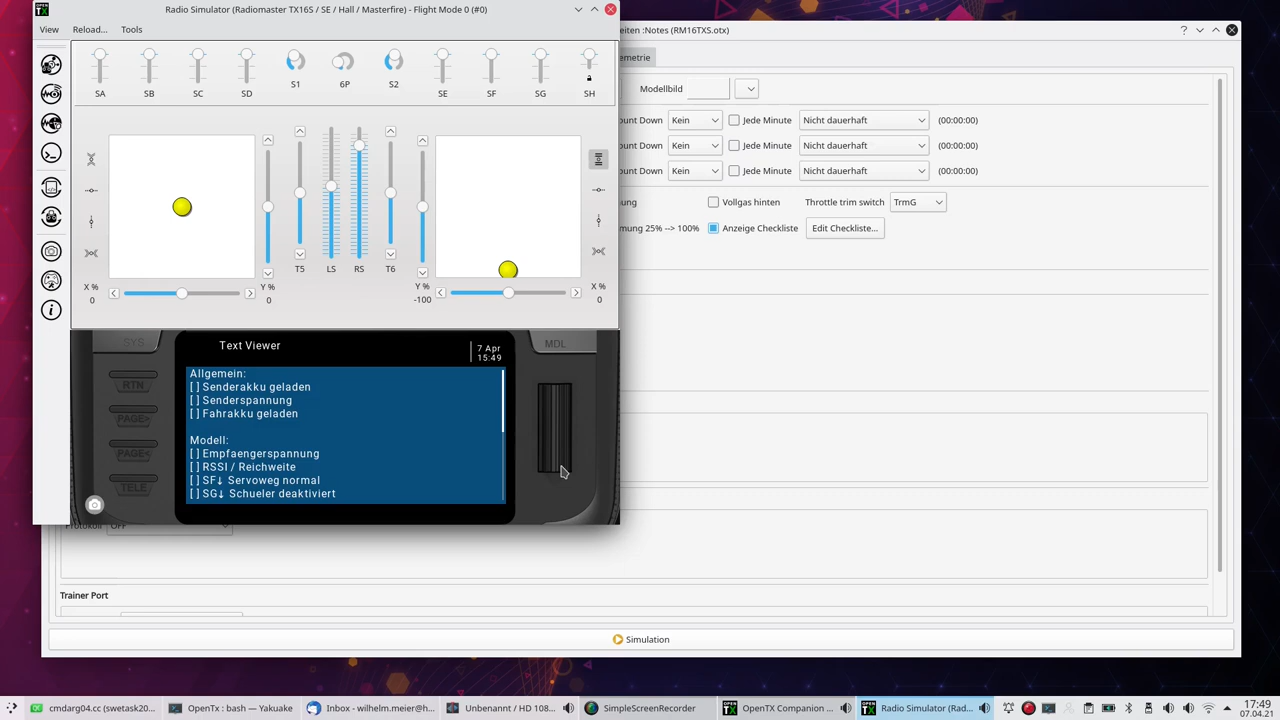 Radio Simulator (Radiomaster TX16S / SE / Hall / Masterfire) - Flight Mode 0 (#0)
View Reload... Tools
SA SB SC SD S1 6P S2 SE SF SG SH
T5 LS RS T6
X %
0
Y %
0
Y %
-100
X %
0
SYS
MDL
RTN
PAGE>
PAGE<
TELE
Text Viewer
7 Apr
15:49
Allgemein:
[ ] Senderakku geladen
[ ] Senderspannung
[ ] Fahrakku geladen
Modell:
[ ] Empfaengerspannung
[ ] RSSI / Reichweite
[ ] SF↓ Servoweg normal
[ ] SG↓ Schueler deaktiviert
eiten :Notes (RM16TXS.otx)
emetrie
Modellbild
ount Down Kein Jede Minute Nicht dauerhaft (00:00:00)
ount Down Kein Jede Minute Nicht dauerhaft (00:00:00)
ount Down Kein Jede Minute Nicht dauerhaft (00:00:00)
nung Vollgas hinten Throttle trim switch TrmG
mung 25% --> 100% Anzeige Checkliste Edit Checkliste...
Protokoll OFF
Trainer Port
Simulation
cmdarg04.cc (swetask20...
OpenTx : bash — Yakuake
Inbox - wilhelm.meier@h...
Unbenannt / HD 108...
SimpleScreenRecorder
OpenTX Companion ...
Radio Simulator (Rad...
17:49
07.04.21